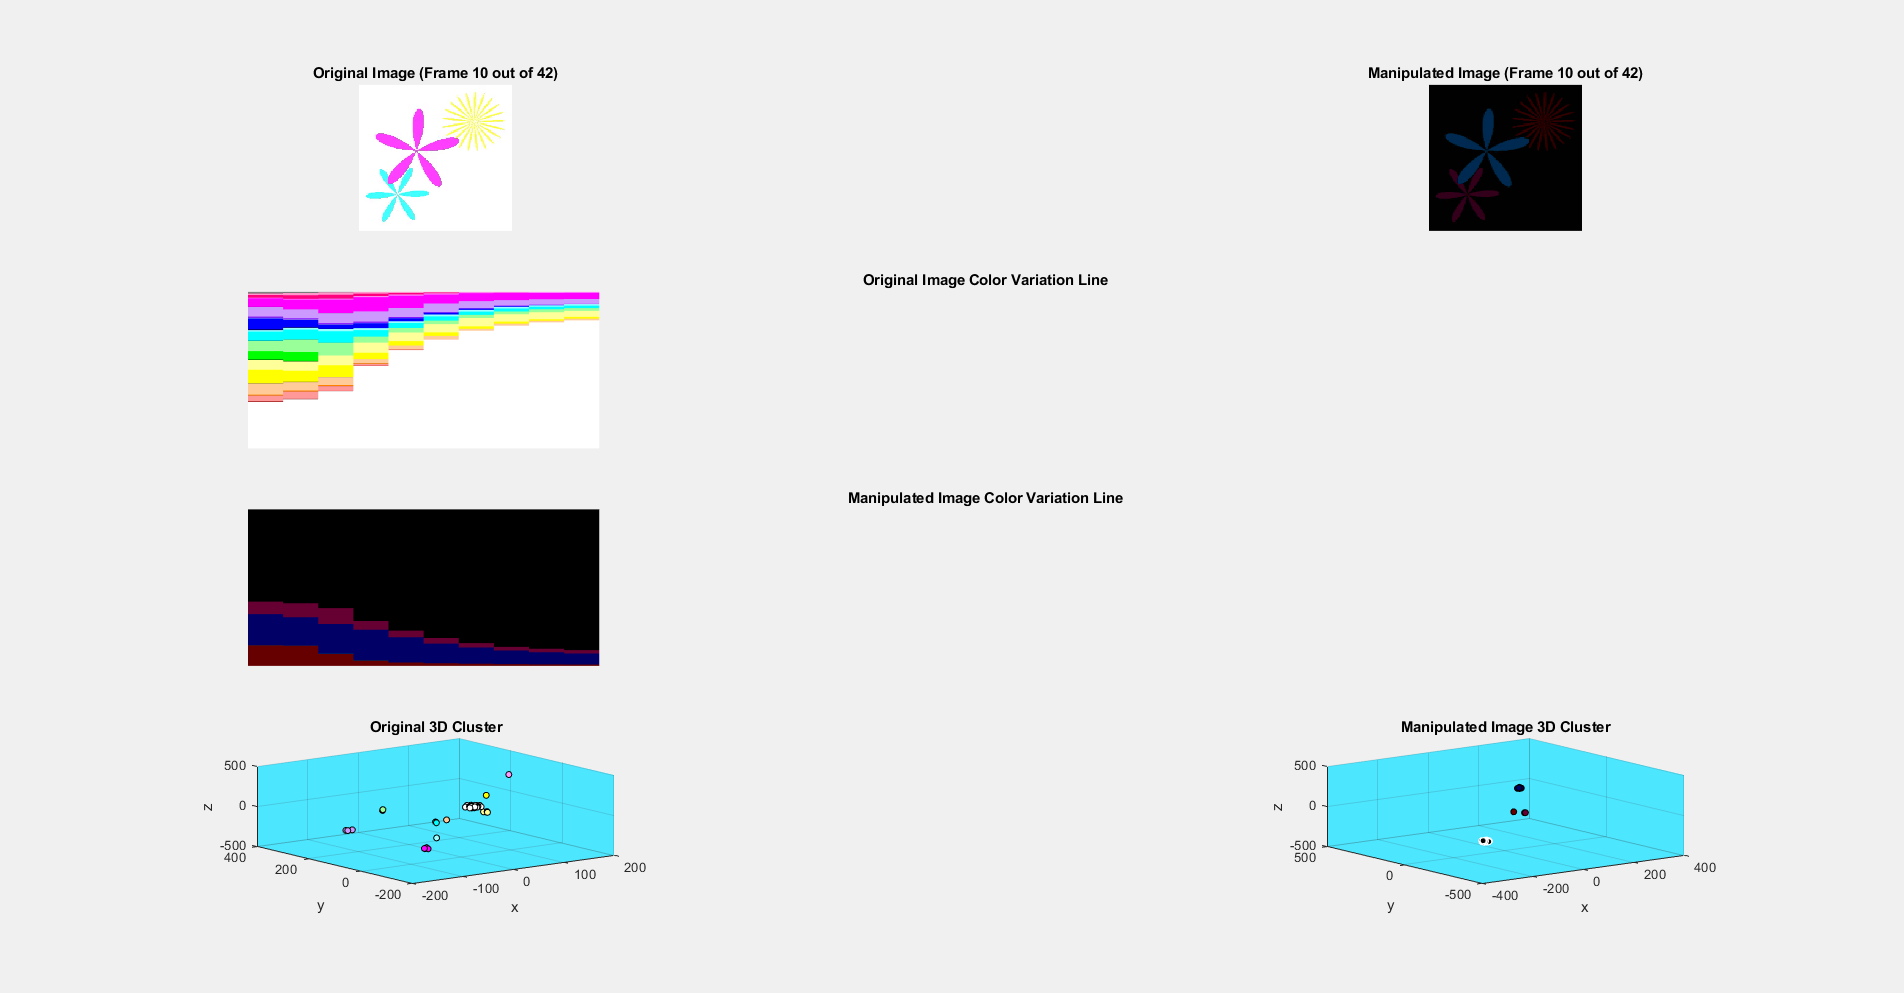 Original Image (Frame 10 out of 42)
Manipulated Image (Frame 10 out of 42)
Original Image Color Variation Line
Manipulated Image Color Variation Line
Original 3D Cluster
500
0
-500
z
400
200
0
-200
y
-200
-100
0
100
200
x
Manipulated Image 3D Cluster
500
0
-500
z
500
0
-500
y
-400
-200
0
200
400
x